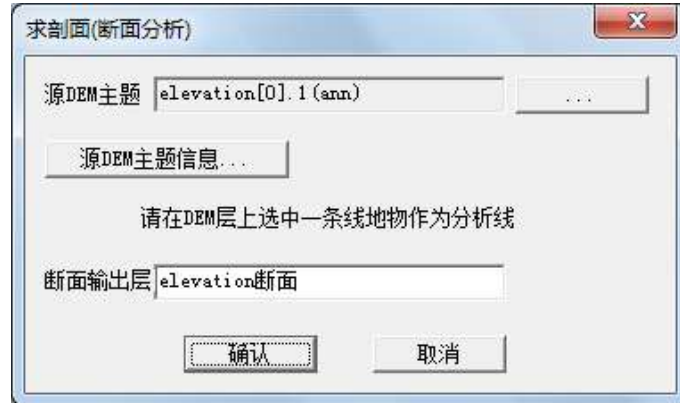 求剖面(断面分析)
源DEM主题 elevation[0].1(ann) ...
源DEM主题信息...
请在DEM层上选中一条线地物作为分析线
断面输出层 elevation断面
确认 取消